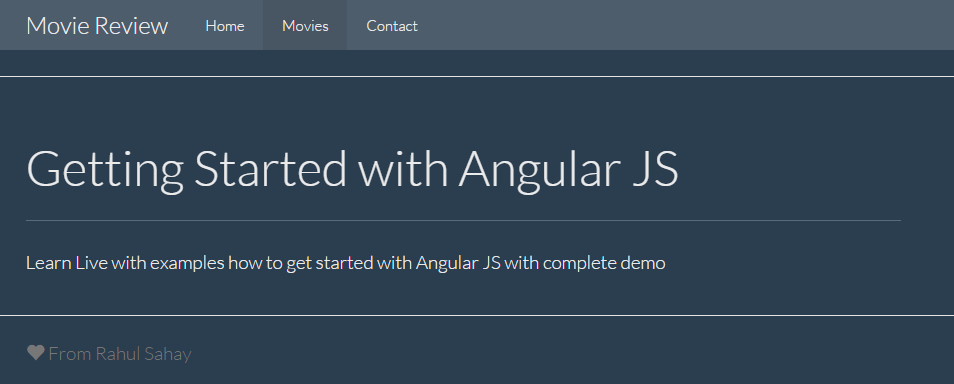 Movie Review Home Movies Contact
Getting Started with Angular JS
Learn Live with examples how to get started with Angular JS with complete demo
From Rahul Sahay